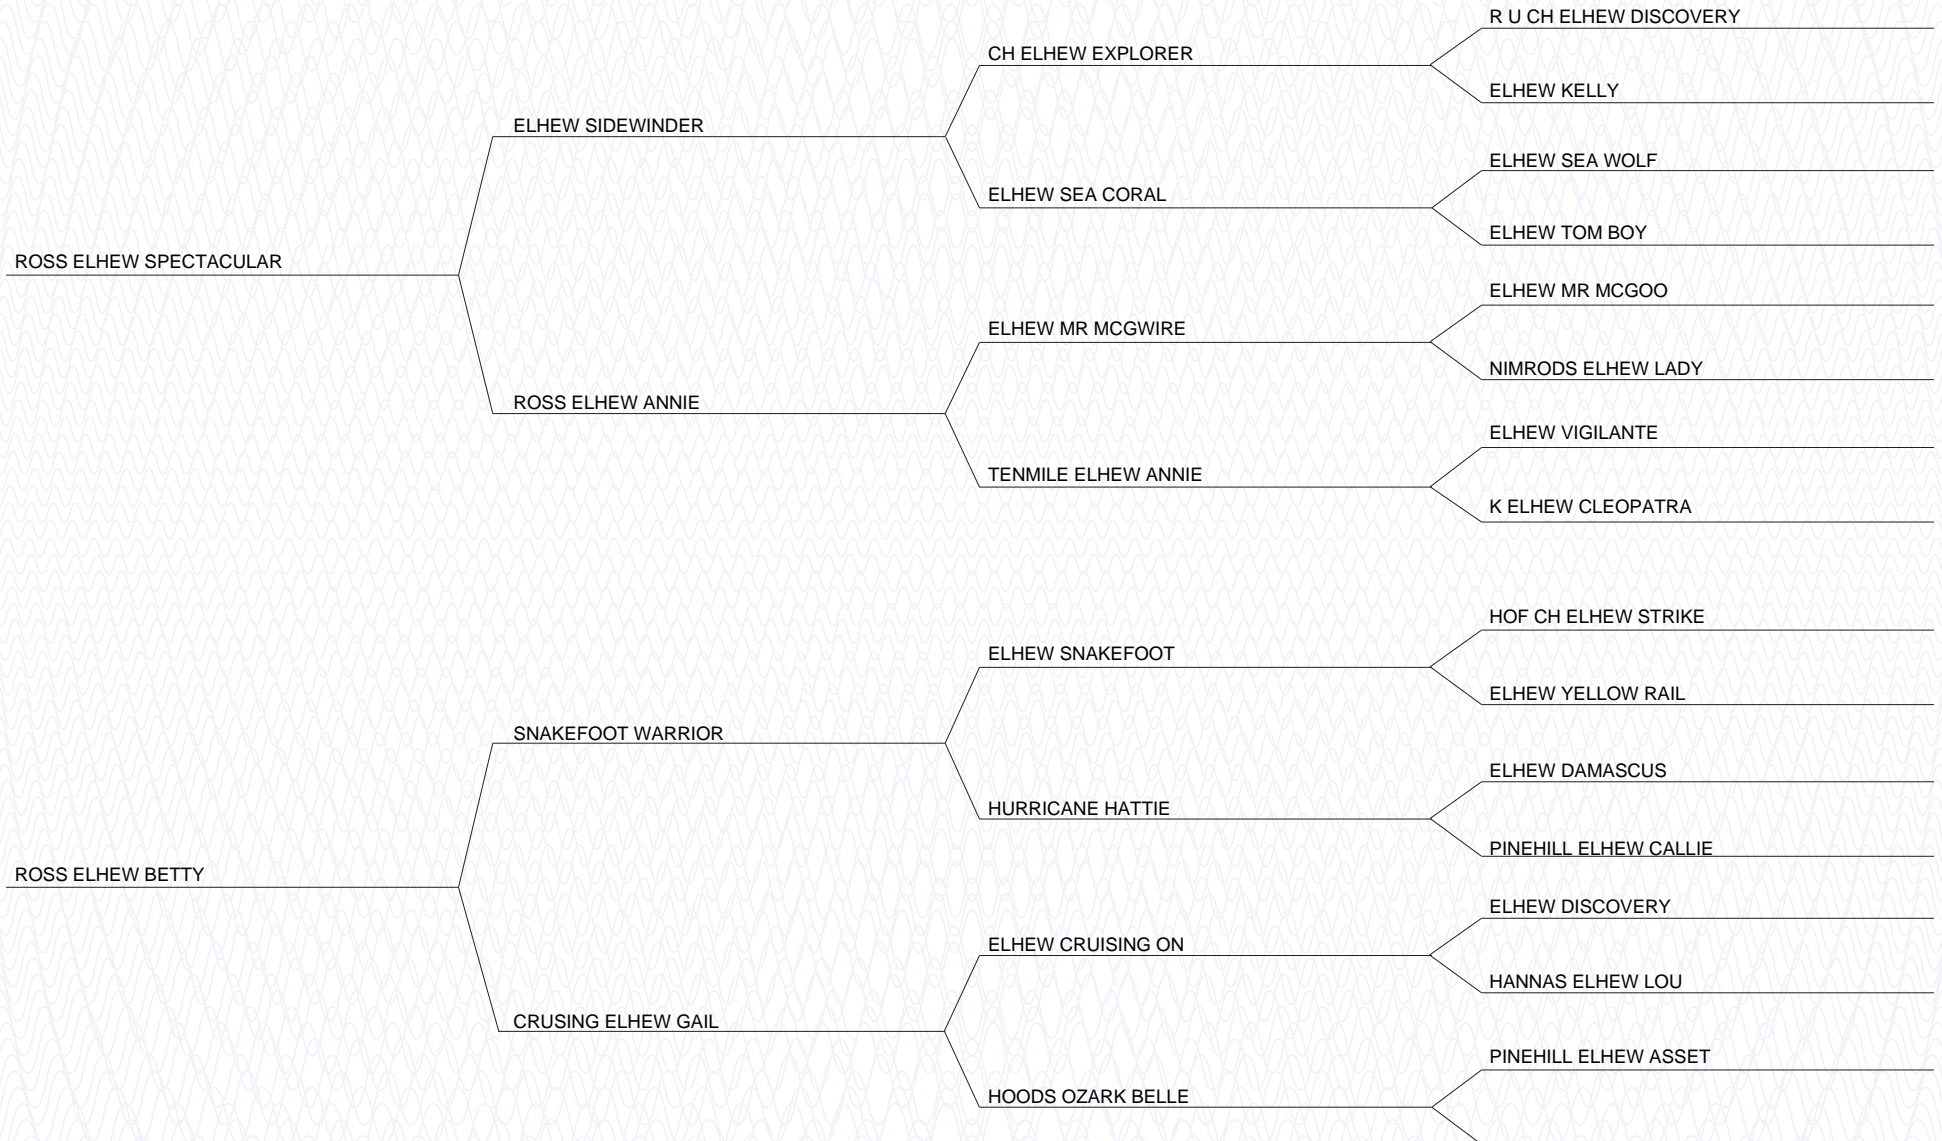 R U CH ELHEW DISCOVERY
CH ELHEW EXPLORER
ELHEW KELLY
ELHEW SIDEWINDER
ELHEW SEA WOLF
ELHEW SEA CORAL
ELHEW TOM BOY
ROSS ELHEW SPECTACULAR
ELHEW MR MCGOO
ELHEW MR MCGWIRE
NIMRODS ELHEW LADY
ROSS ELHEW ANNIE
ELHEW VIGILANTE
TENMILE ELHEW ANNIE
K ELHEW CLEOPATRA
HOF CH ELHEW STRIKE
ELHEW SNAKEFOOT
ELHEW YELLOW RAIL
SNAKEFOOT WARRIOR
ELHEW DAMASCUS
HURRICANE HATTIE
PINEHILL ELHEW CALLIE
ROSS ELHEW BETTY
ELHEW DISCOVERY
ELHEW CRUISING ON
HANNAS ELHEW LOU
CRUSING ELHEW GAIL
PINEHILL ELHEW ASSET
HOODS OZARK BELLE